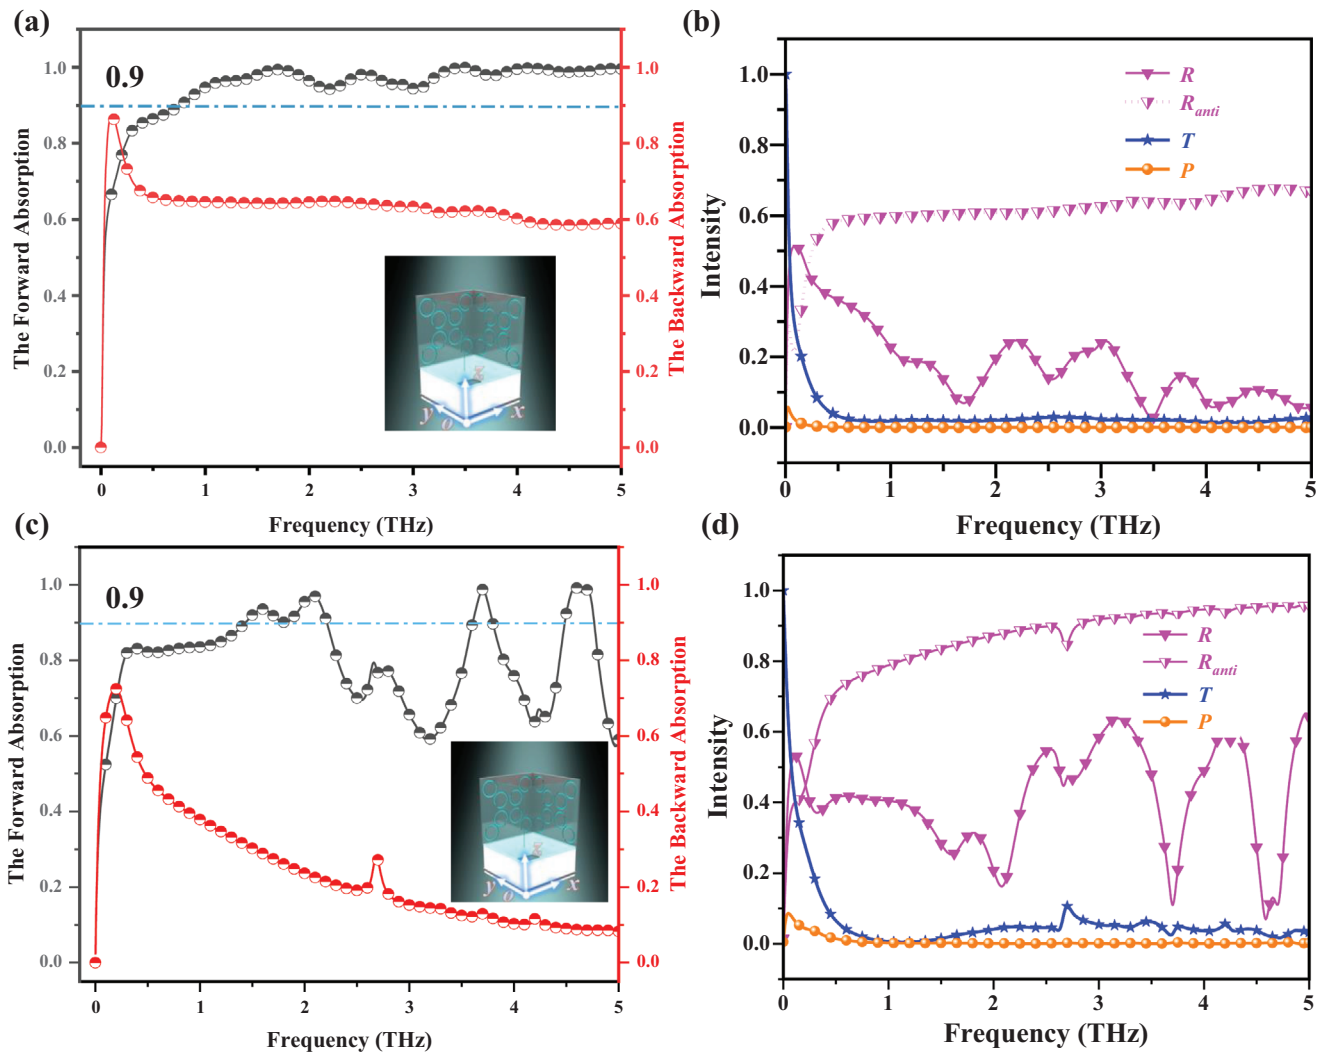 (a)
The Forward Absorption
1.0
0.8
0.6
0.4
0.2
0.0
0.9
y
o
z
x
0
1
2
3
4
5
Frequency (THz)
1.0
0.8
0.6
0.4
0.2
0.0
The Backward Absorption
(b)
Intensity
1.0
0.8
0.6
0.4
0.2
0.0
R
Ranti
T
P
0
1
2
3
4
5
Frequency (THz)
(c)
The Forward Absorption
1.0
0.8
0.6
0.4
0.2
0.0
0.9
y
o
z
x
0
1
2
3
4
5
Frequency (THz)
1.0
0.8
0.6
0.4
0.2
0.0
The Backward Absorption
(d)
Intensity
1.0
0.8
0.6
0.4
0.2
0.0
R
Ranti
T
P
0
1
2
3
4
5
Frequency (THz)